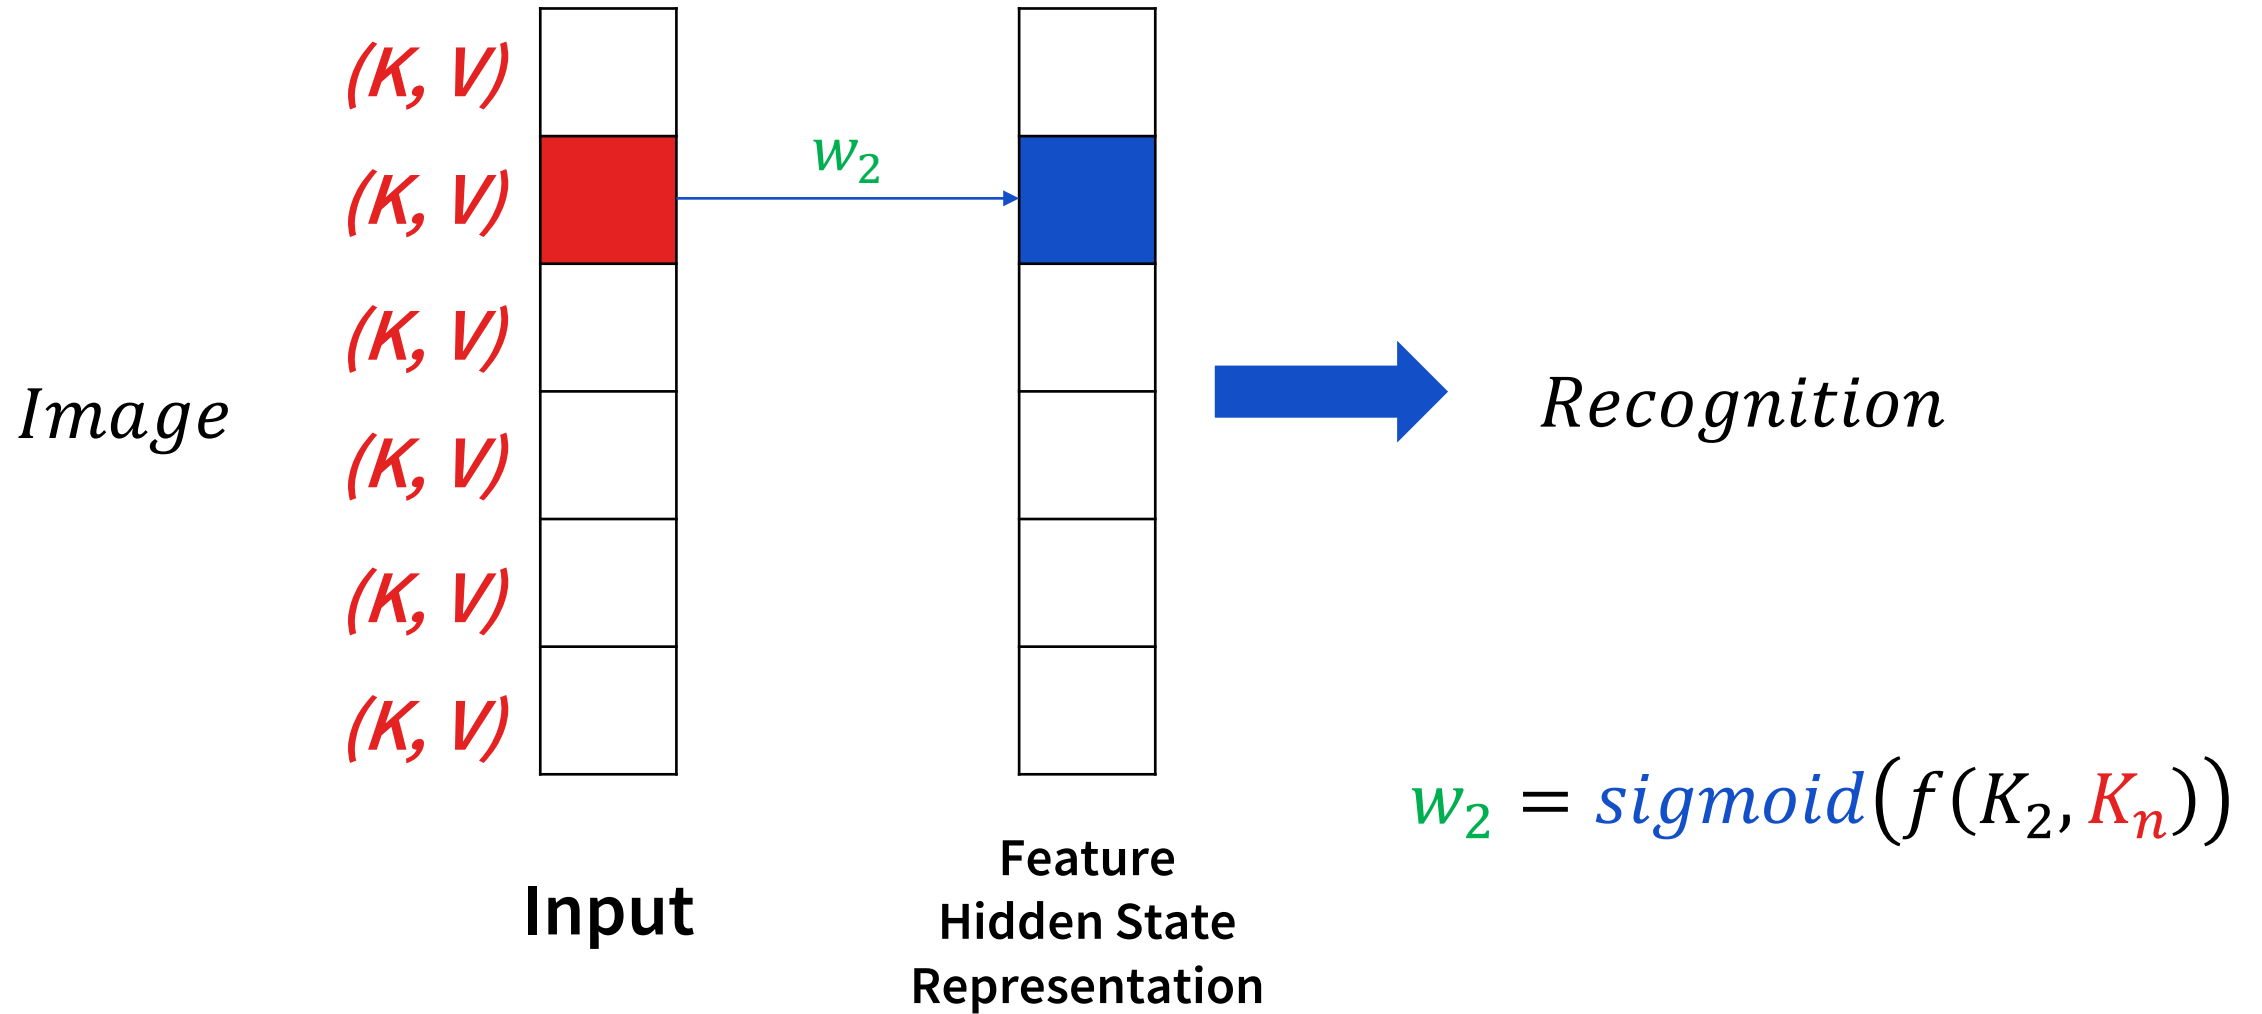 (K, V)
(K, V)
w₂
(K, V)
Image
Recognition
(K, V)
(K, V)
(K, V)
w₂ = sigmoid(f(K₂, Kₙ))
Input
Feature
Hidden State
Representation